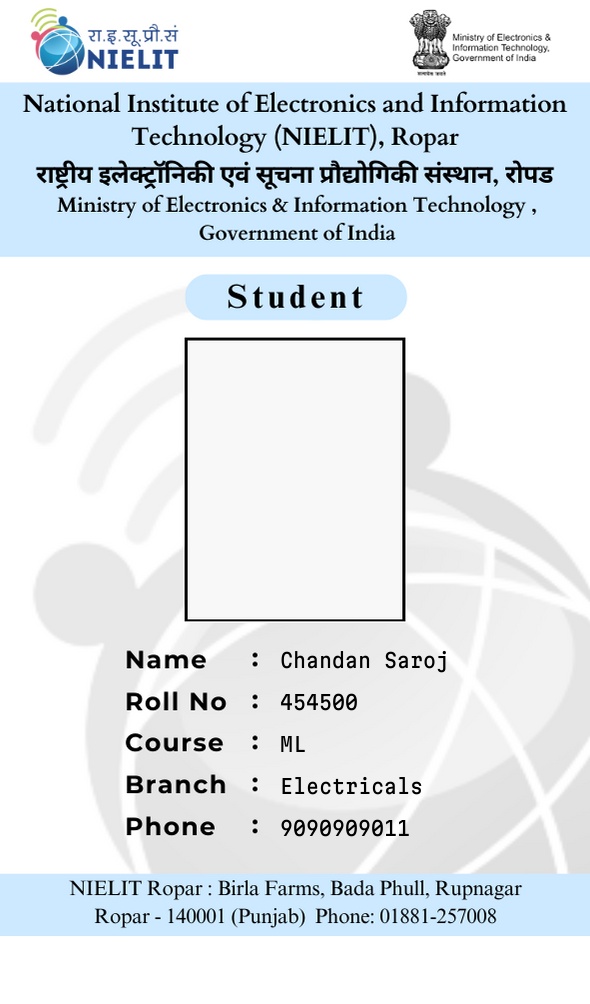 रा.इ.सू.प्रौ.सं
NIELIT
सत्यमेव जयते
Ministry of Electronics &
Information Technology,
Government of India
National Institute of Electronics and Information
Technology (NIELIT), Ropar
राष्ट्रीय इलेक्ट्रॉनिकी एवं सूचना प्रौद्योगिकी संस्थान, रोपड
Ministry of Electronics & Information Technology ,
Government of India
Student
Name : Chandan Saroj
Roll No : 454500
Course : ML
Branch : Electricals
Phone : 9090909011
NIELIT Ropar : Birla Farms, Bada Phull, Rupnagar
Ropar - 140001 (Punjab) Phone: 01881-257008